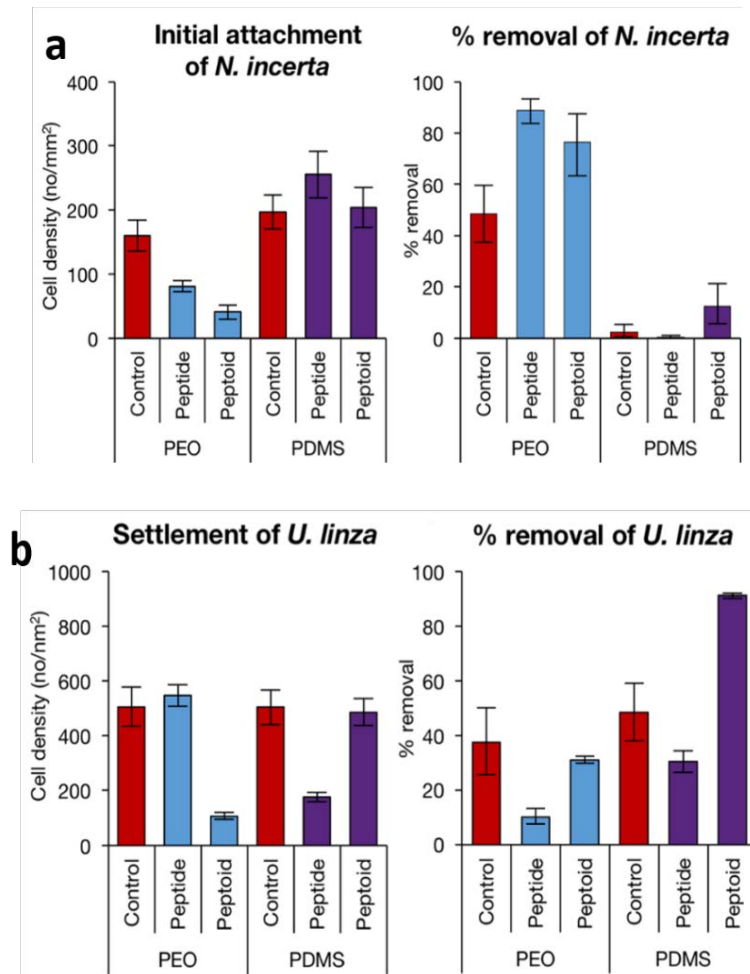 a
Initial attachment
of N. incerta
Cell density (no/mm²)
400
300
200
100
0
Control
Peptide
Peptoid
Control
Peptide
Peptoid
PEO
PDMS
% removal of N. incerta
% removal
100
80
60
40
20
0
Control
Peptide
Peptoid
Control
Peptide
Peptoid
PEO
PDMS
b
Settlement of U. linza
Cell density (no/nm²)
1000
800
600
400
200
0
Control
Peptide
Peptoid
Control
Peptide
Peptoid
PEO
PDMS
% removal of U. linza
% removal
100
80
60
40
20
0
Control
Peptide
Peptoid
Control
Peptide
Peptoid
PEO
PDMS